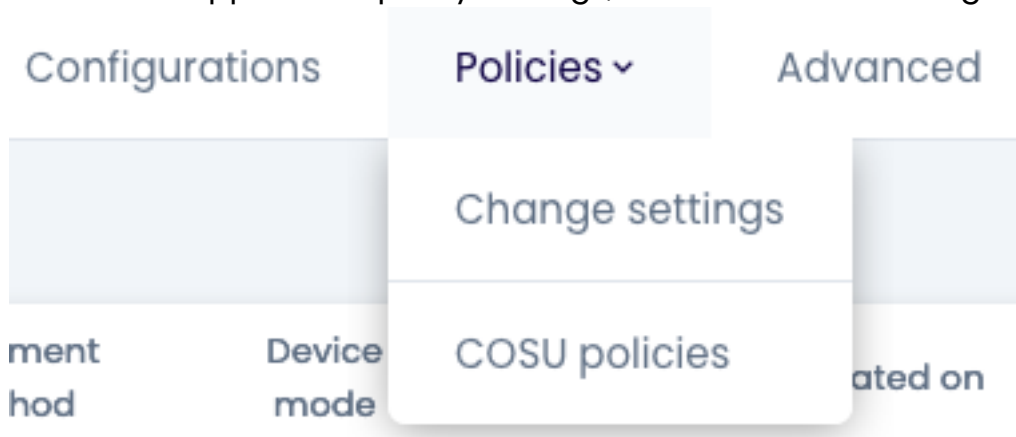 Configurations Policies Advanced
Change settings
COSU policies
ment Device ated on
hod mode